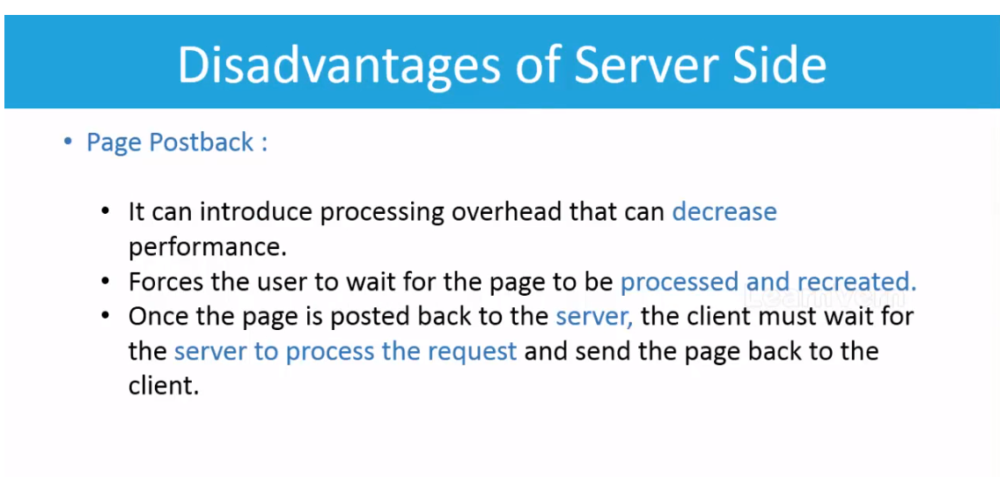 Disadvantages of Server Side
• Page Postback :
• It can introduce processing overhead that can decrease
performance.
• Forces the user to wait for the page to be processed and recreated.
LearnVern
• Once the page is posted back to the server, the client must wait for
the server to process the request and send the page back to the
client.